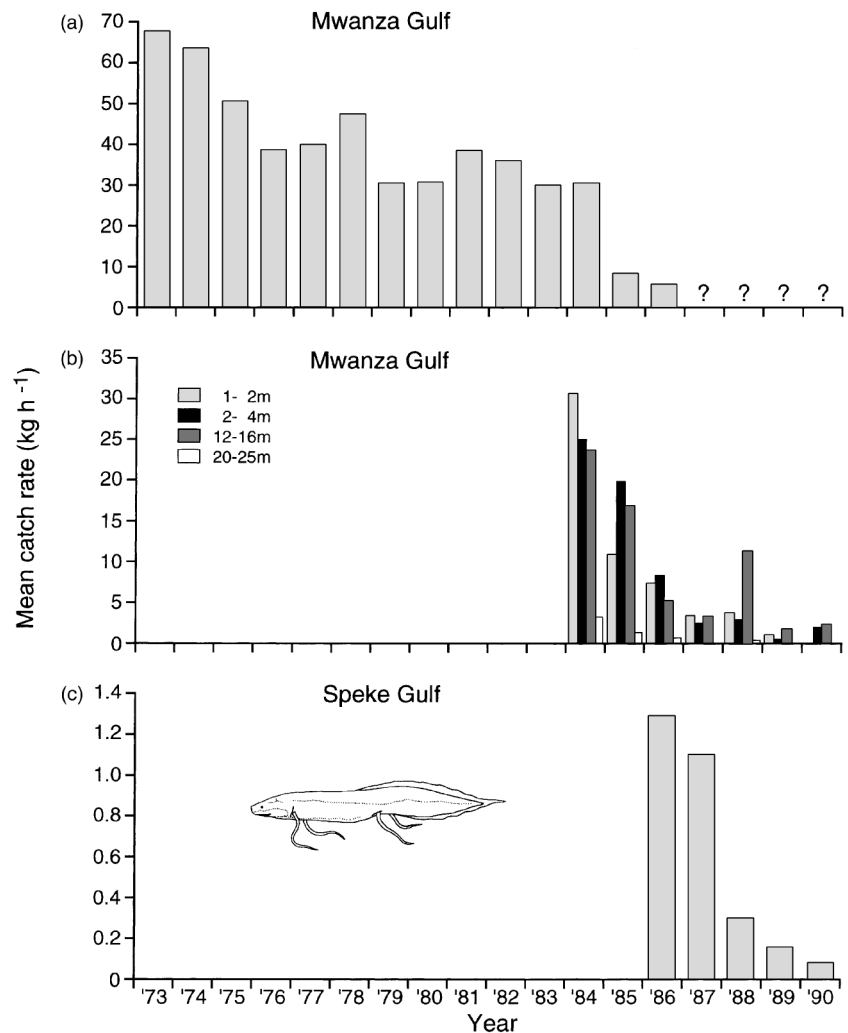 (a) Mwanza Gulf
70
60
50
40
30
20
10
0
? ? ? ?
(b) Mwanza Gulf
35
30
25
20
15
10
5
0
1- 2m
2- 4m
12-16m
20-25m
Mean catch rate (kg h⁻¹)
(c) Speke Gulf
1.4
1.2
1.0
0.8
0.6
0.4
0.2
0
'73 '74 '75 '76 '77 '78 '79 '80 '81 '82 '83 '84 '85 '86 '87 '88 '89 '90
Year